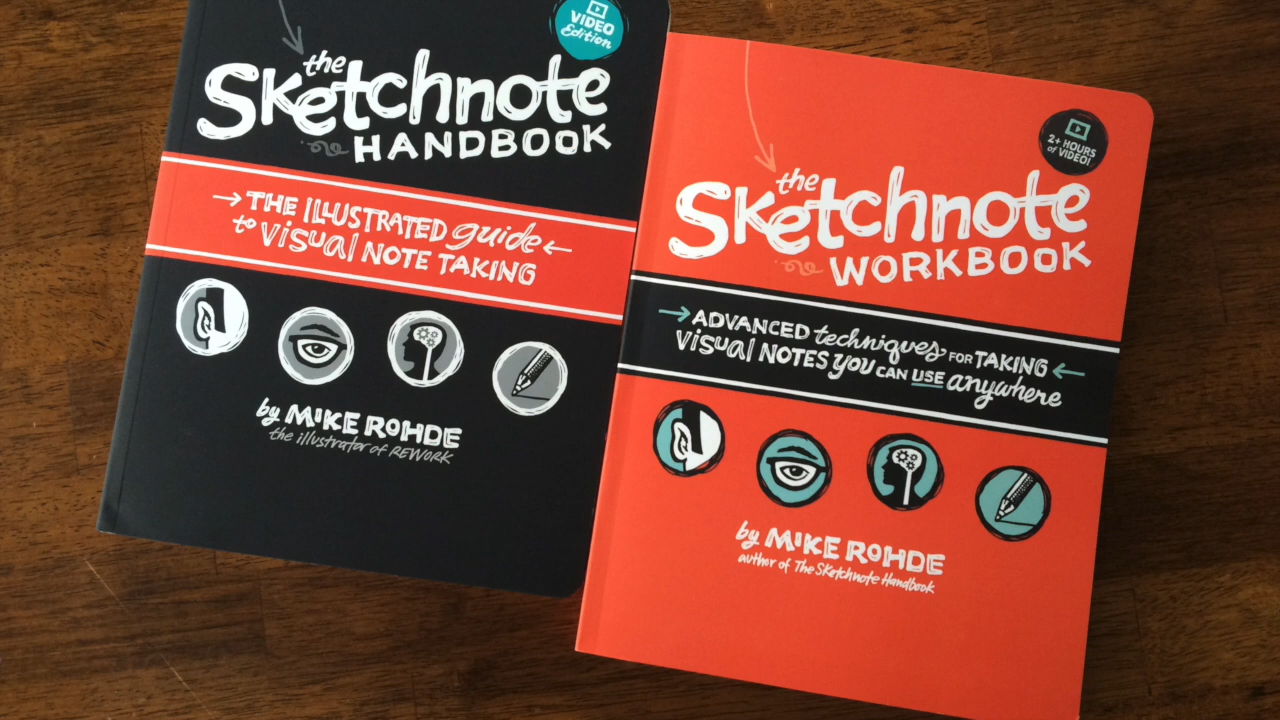 VIDEO
Edition
the
Sketchnote
HANDBOOK
THE ILLUSTRATED guide
to visual NOTE TAKING
by MIKE ROHDE
the illustrator of REWORK
2+ HOURS
of VIDEO!
the
Sketchnote
WORKBOOK
ADVANCED techniques FOR TAKING
visual NOTES YOU CAN USE anywhere
by MIKE ROHDE
author of The Sketchnote Handbook